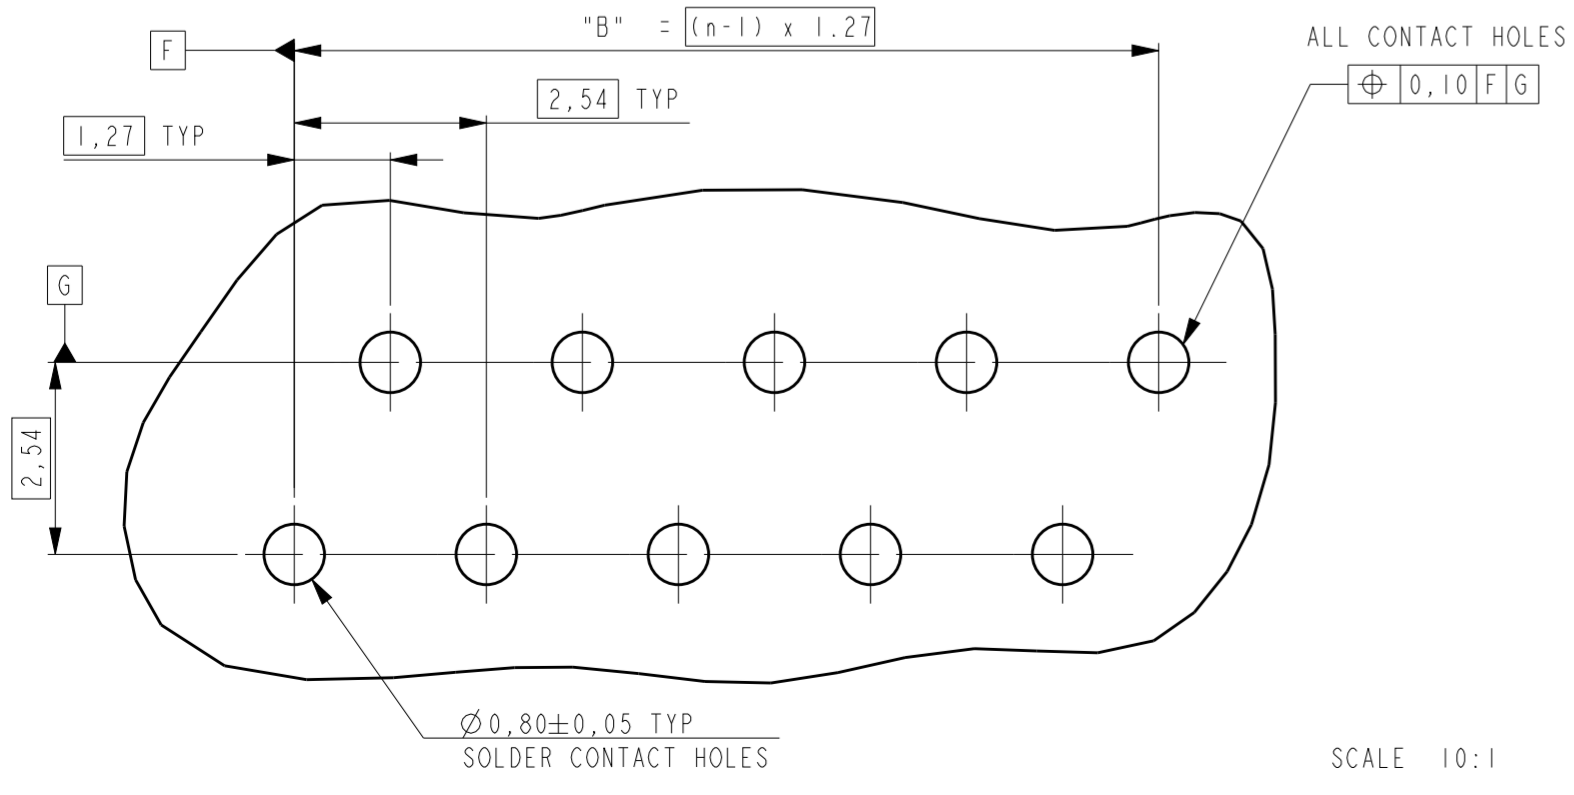 "B" = (n-1) x 1.27
F
ALL CONTACT HOLES
⌖ 0,10 F G
2,54 TYP
1,27 TYP
G
2,54
Ø0,80±0,05 TYP
SOLDER CONTACT HOLES
SCALE 10:1